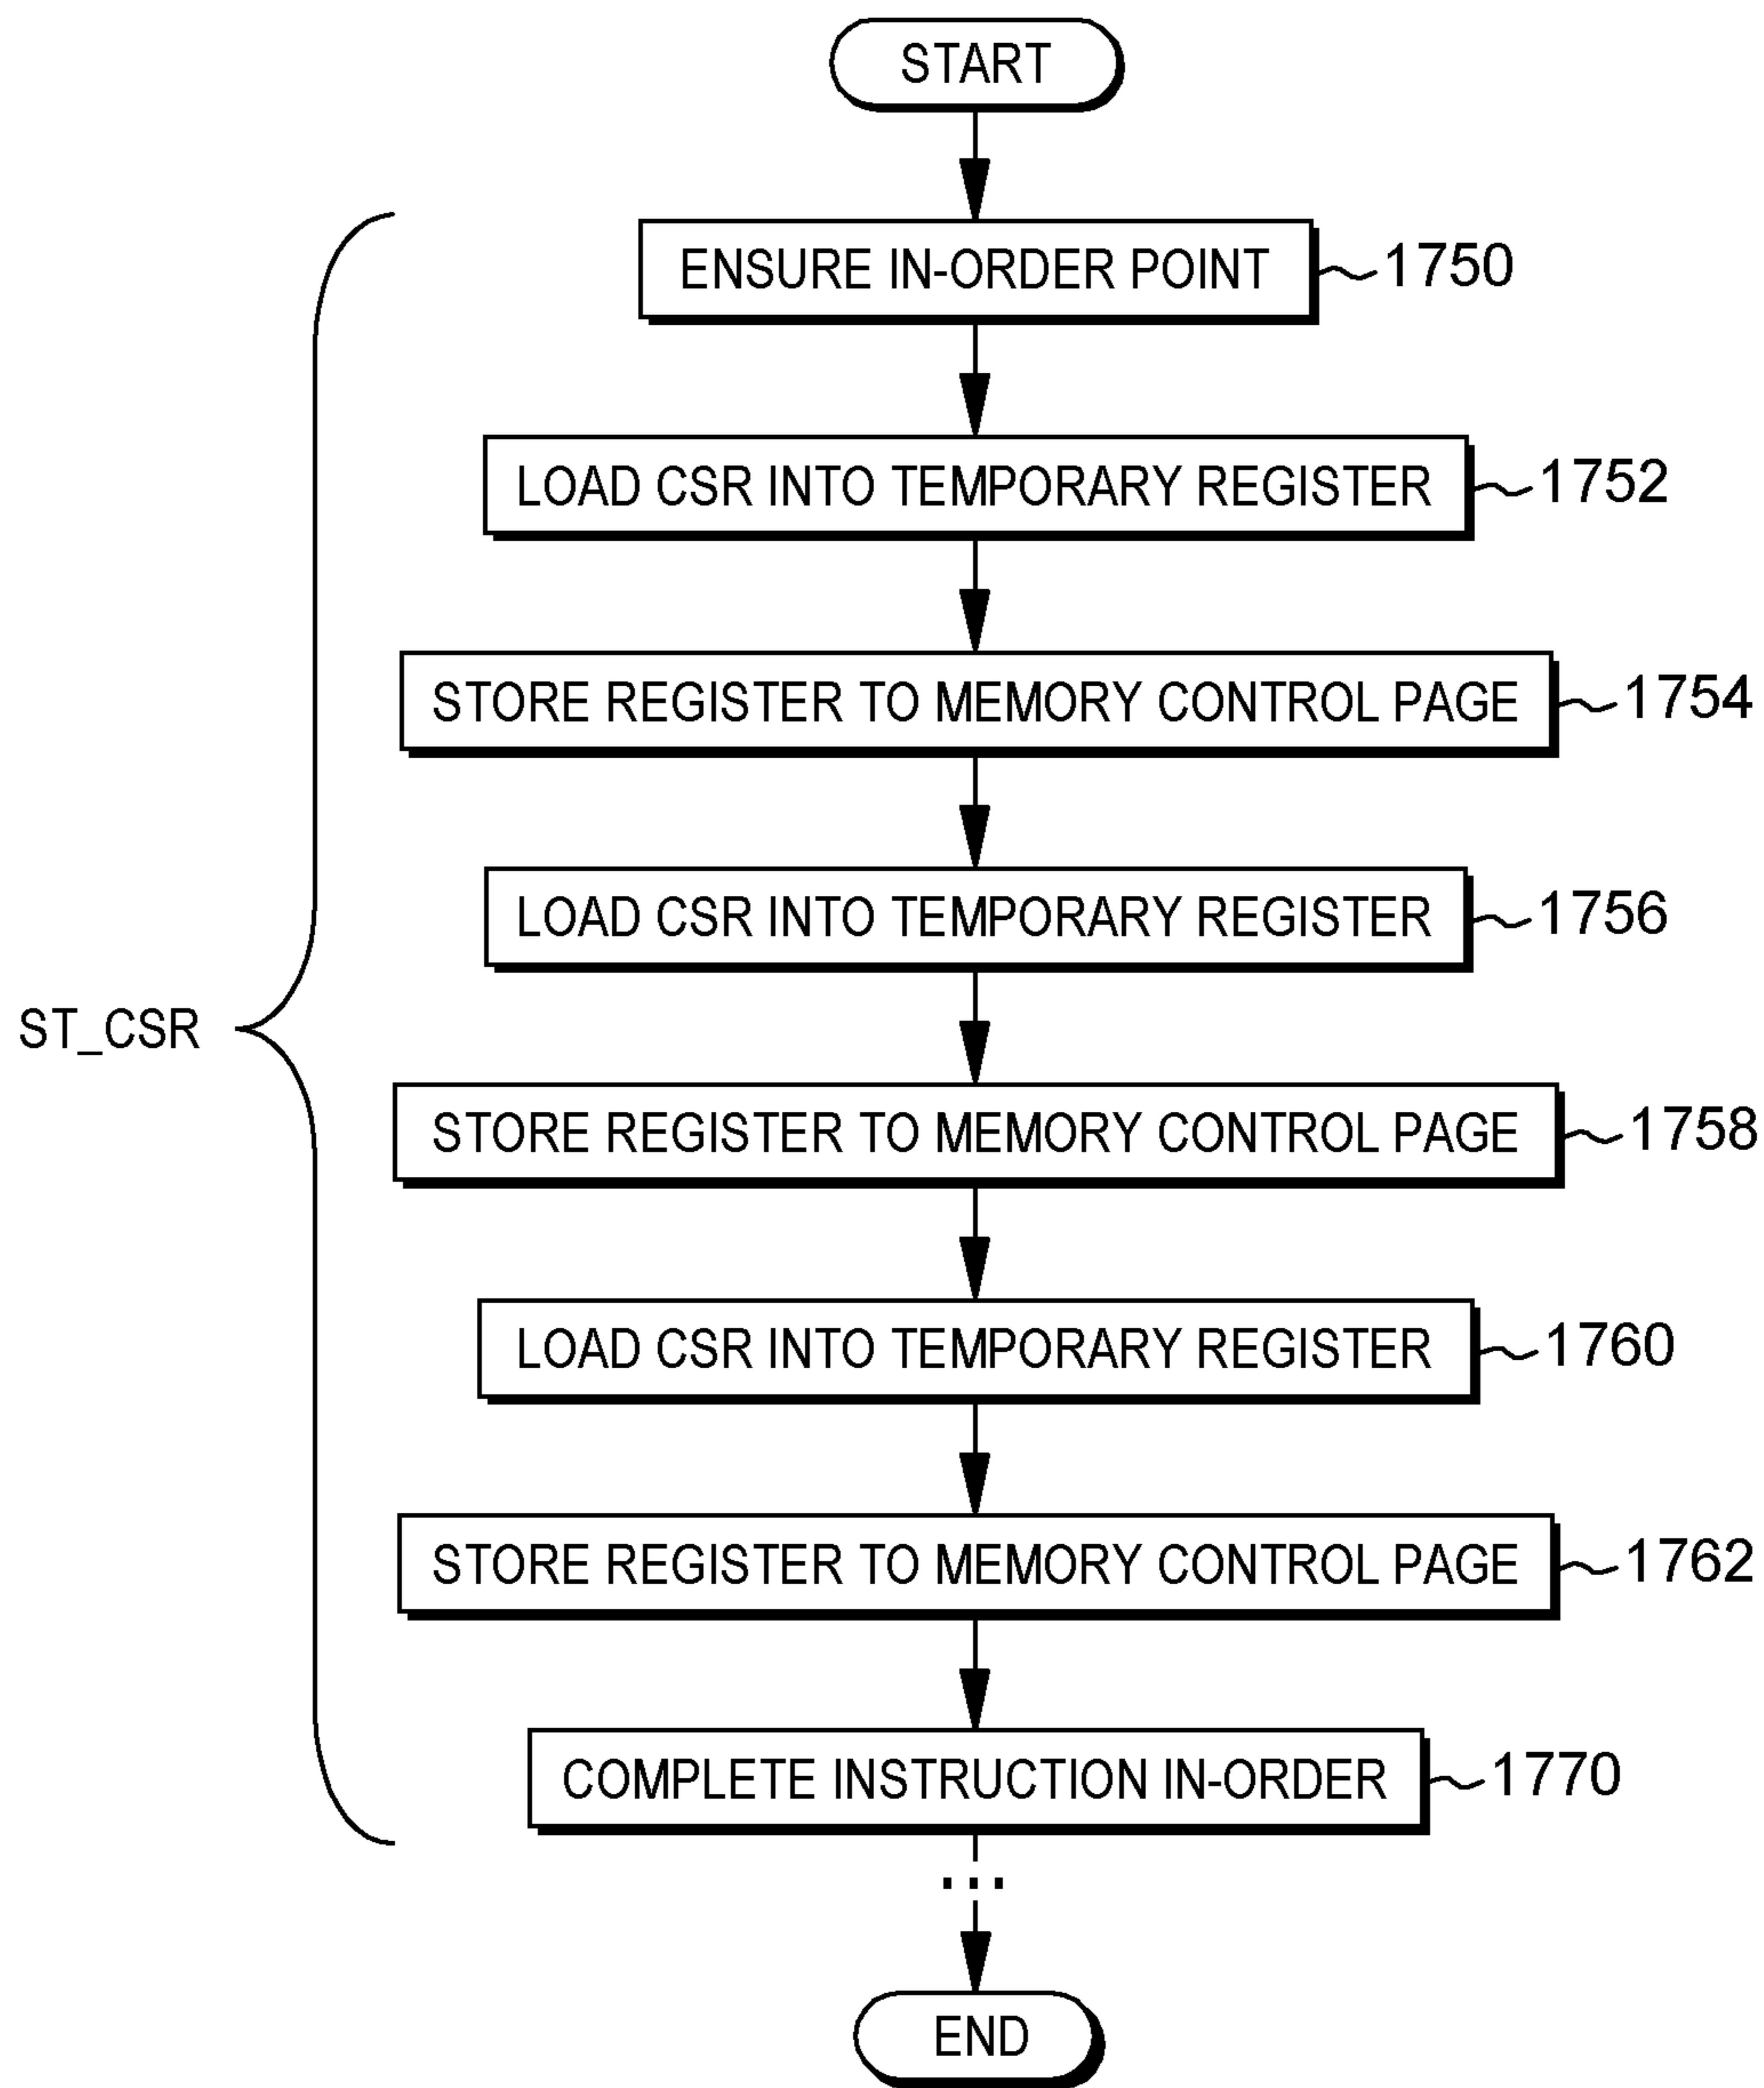 START
ENSURE IN-ORDER POINT 1750
LOAD CSR INTO TEMPORARY REGISTER 1752
STORE REGISTER TO MEMORY CONTROL PAGE 1754
LOAD CSR INTO TEMPORARY REGISTER 1756
ST_CSR
STORE REGISTER TO MEMORY CONTROL PAGE 1758
LOAD CSR INTO TEMPORARY REGISTER 1760
STORE REGISTER TO MEMORY CONTROL PAGE 1762
COMPLETE INSTRUCTION IN-ORDER 1770
...
END